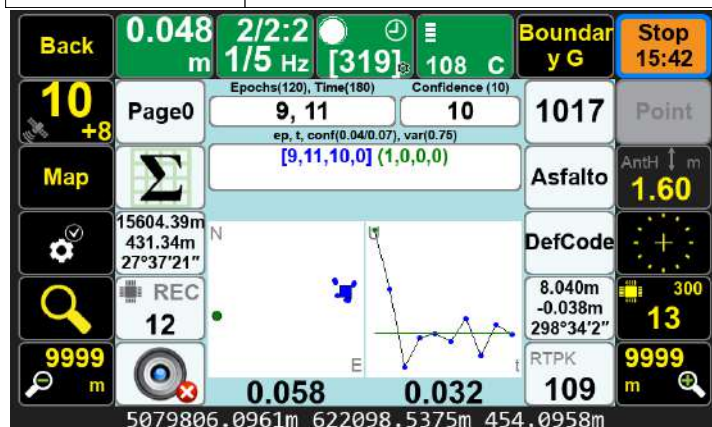 Back
0.048
m
2/2:2
1/5 Hz
[319]
108 C
Boundar
y G
Stop
15:42
10
+8
Page0
Epochs(120), Time(180)
9, 11
Confidence (10)
10
1017
Point
ep, t, conf(0.04/0.07), var(0.75)
[9,11,10,0] (1,0,0,0)
Map
Σ
Asfalto
AntH m
1.60
15604.39m
431.34m
27°37'21"
N
E
U
t
DefCode
REC
12
8.040m
-0.038m
298°34'2"
300
13
9999
m
0.058
0.032
RTPK
109
9999
m
5079806.0961m 622098.5375m 454.0958m